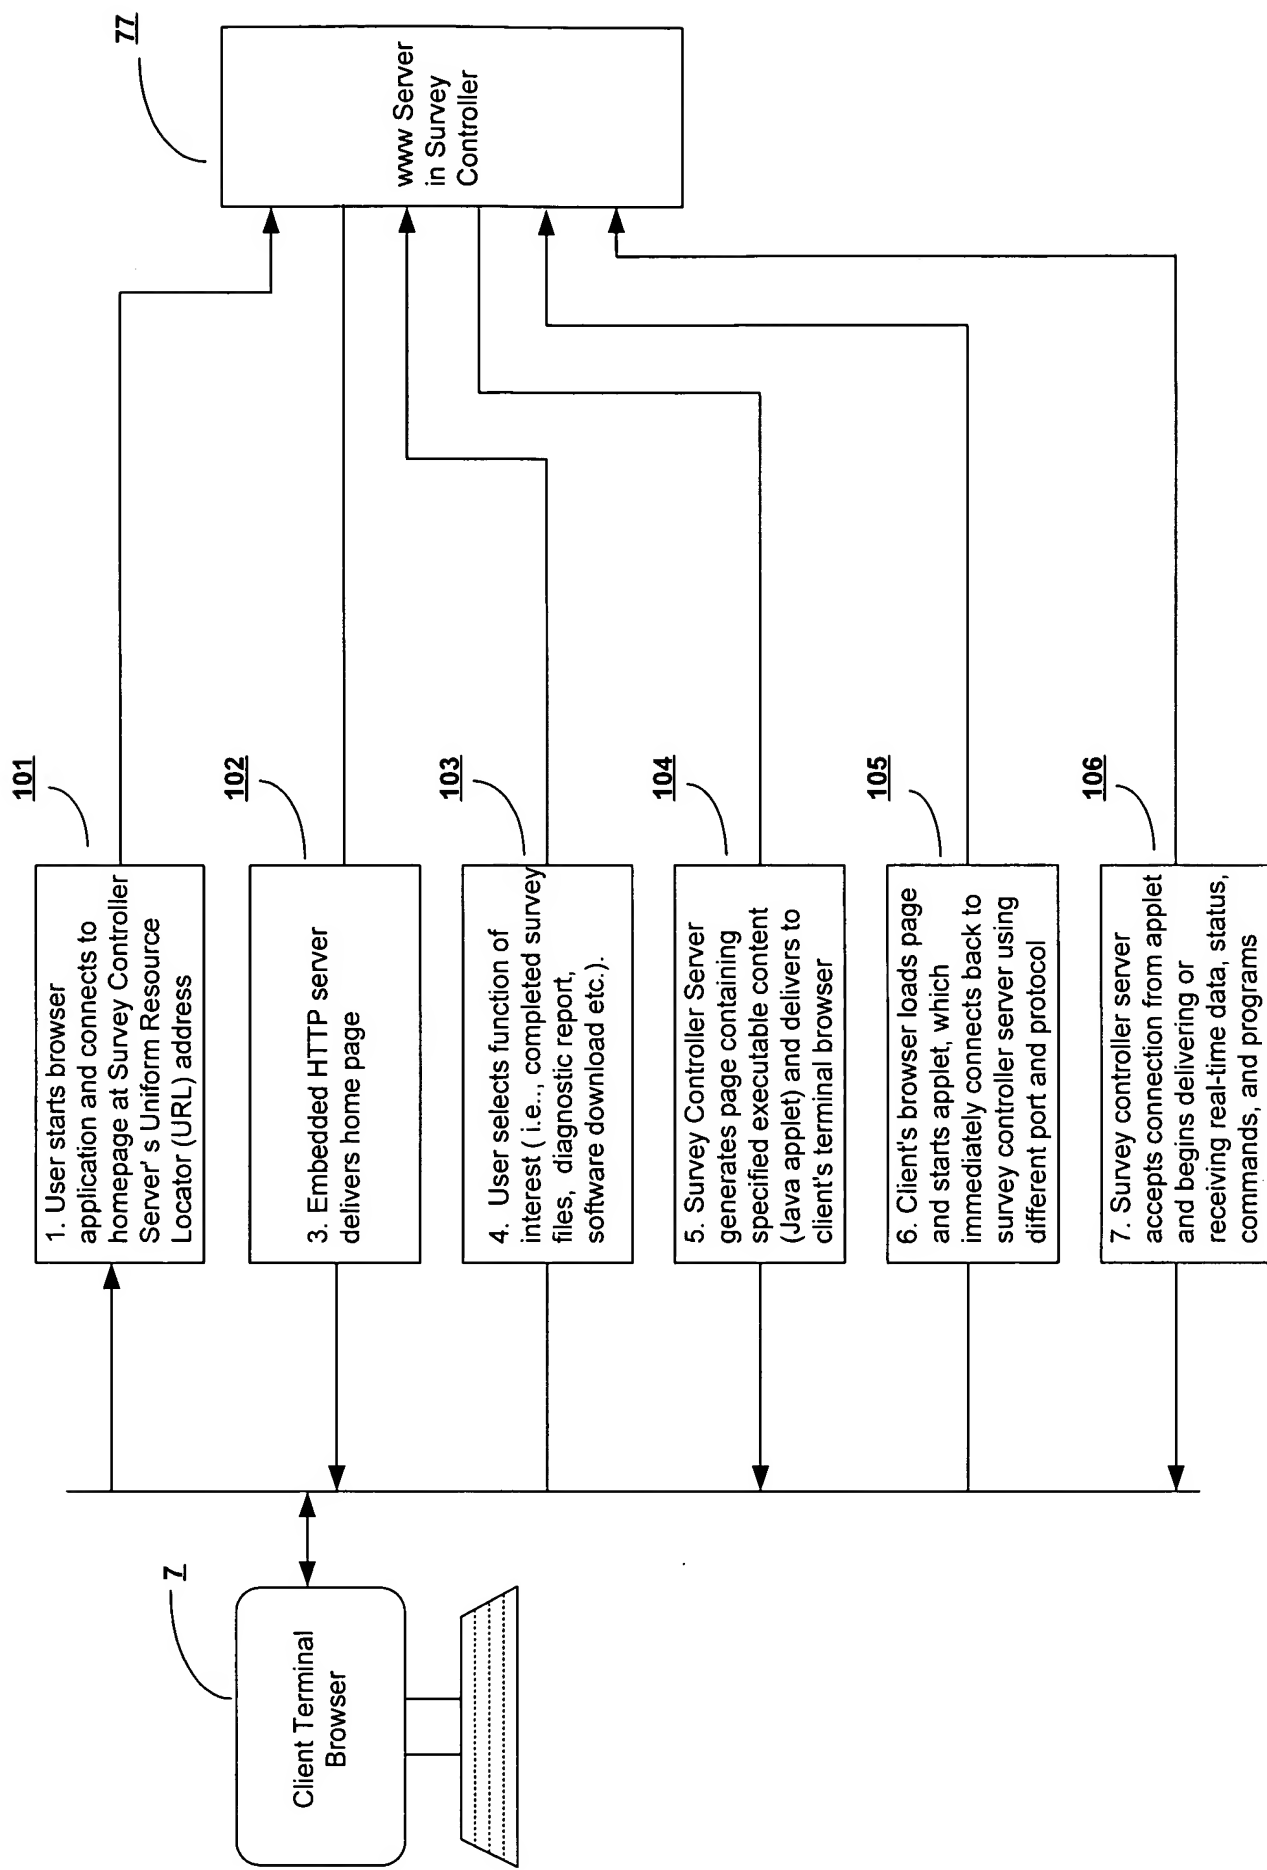 77
www Server
in Survey
Controller
101
1. User starts browser
application and connects to
homepage at Survey Controller
Server' s Uniform Resource
Locator (URL) address
102
3. Embedded HTTP server
delivers home page
103
4. User selects function of
interest ( i.e.., completed survey
files, diagnostic report,
software download etc.).
104
5. Survey Controller Server
generates page containing
specified executable content
(Java applet) and delivers to
client's terminal browser
105
6. Client's browser loads page
and starts applet, which
immediately connects back to
survey controller server using
different port and protocol
106
7. Survey controller server
accepts connection from applet
and begins delivering or
receiving real-time data, status,
commands, and programs
7
Client Terminal
Browser